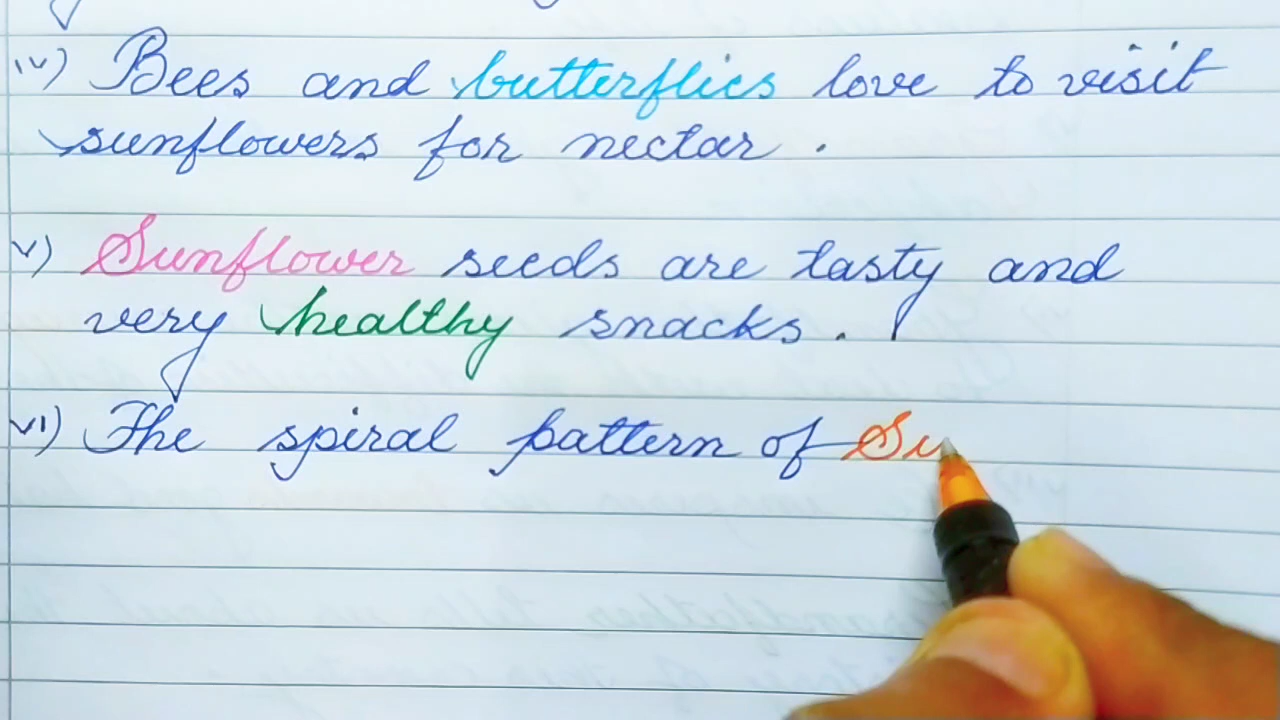 iv) Bees and butterflies love to visit
sunflowers for nectar.
v) Sunflower seeds are tasty and
very healthy snacks.
vi) The spiral pattern of Su